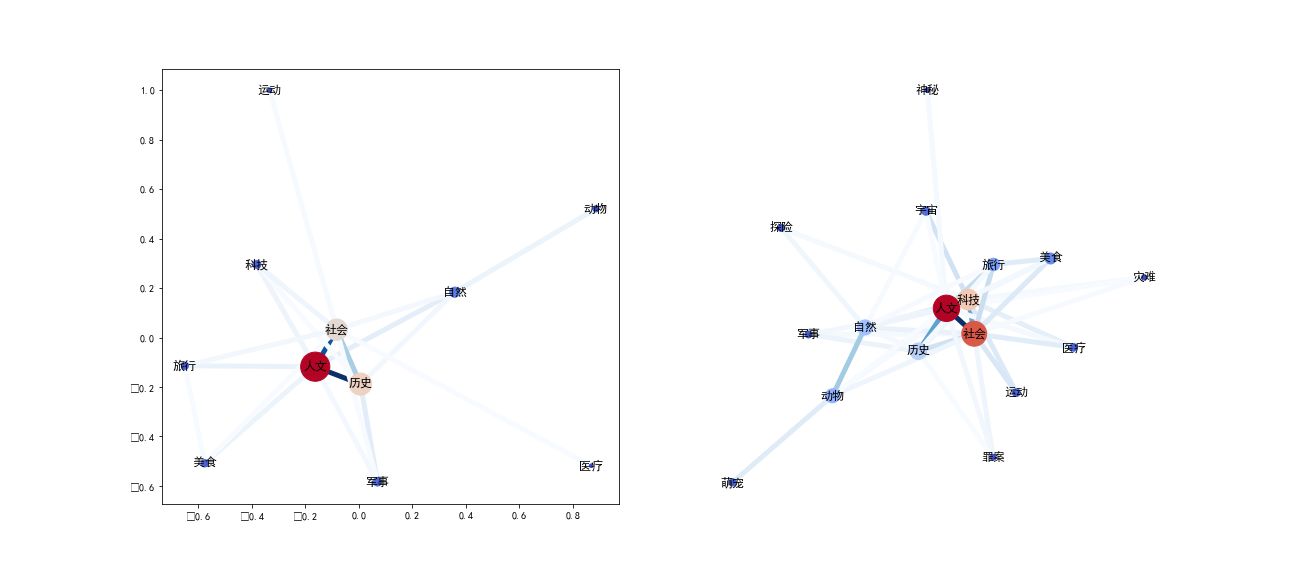 运动
1.0
0.8
0.6
动物
0.4
科技
自然
0.2
社会
0.0
旅行
人文
历史
□0.2
□0.4
美食
军事
医疗
□0.6
□0.6
□0.4
□0.2
0.0
0.2
0.4
0.6
0.8
神秘
宇宙
探险
旅行
美食
灾难
科技
人文
自然
军事
社会
历史
医疗
动物
运动
罪案
萌宠